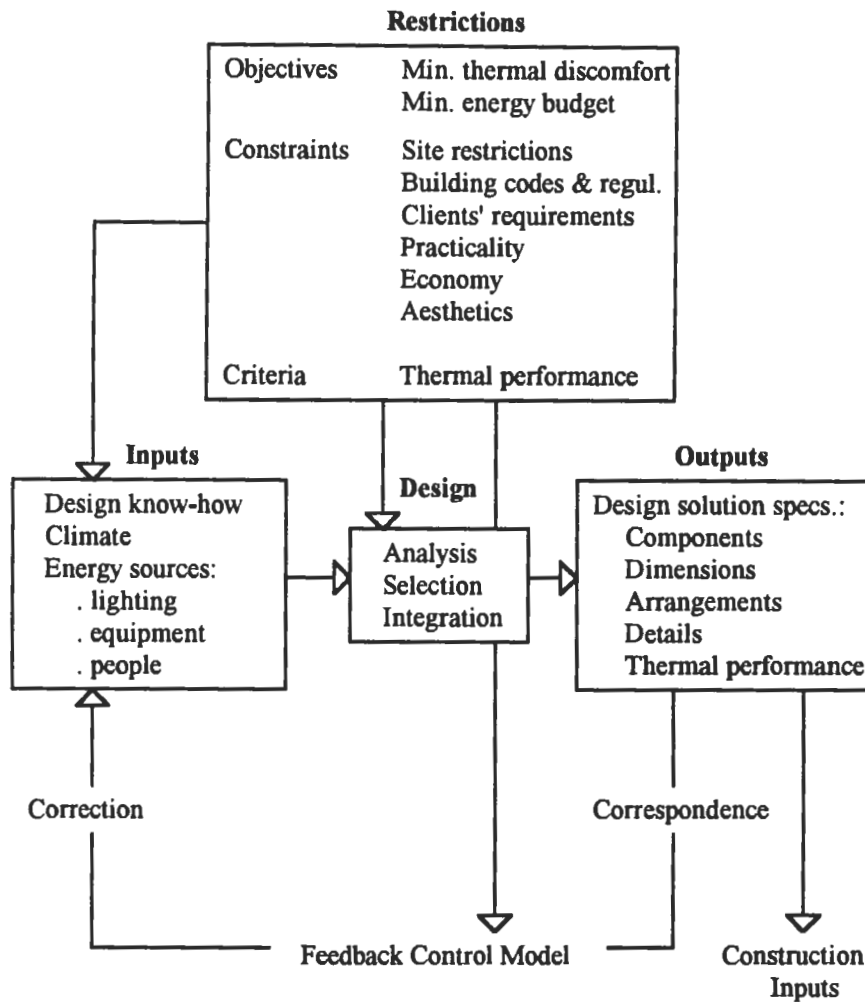 Restrictions
Objectives Min. thermal discomfort
Min. energy budget
Constraints Site restrictions
Building codes & regul.
Clients' requirements
Practicality
Economy
Aesthetics
Criteria Thermal performance
Inputs
Design know-how
Climate
Energy sources:
. lighting
. equipment
. people
Design
Analysis
Selection
Integration
Outputs
Design solution specs.:
Components
Dimensions
Arrangements
Details
Thermal performance
Correction
Correspondence
Feedback Control Model
Construction
Inputs